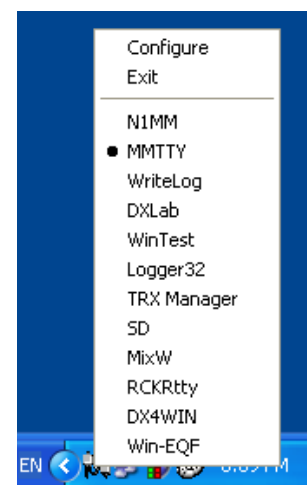 Configure
Exit
N1MM
MMTTY
WriteLog
DXLab
WinTest
Logger32
TRX Manager
SD
MixW
RCKRtty
DX4WIN
Win-EQF
EN